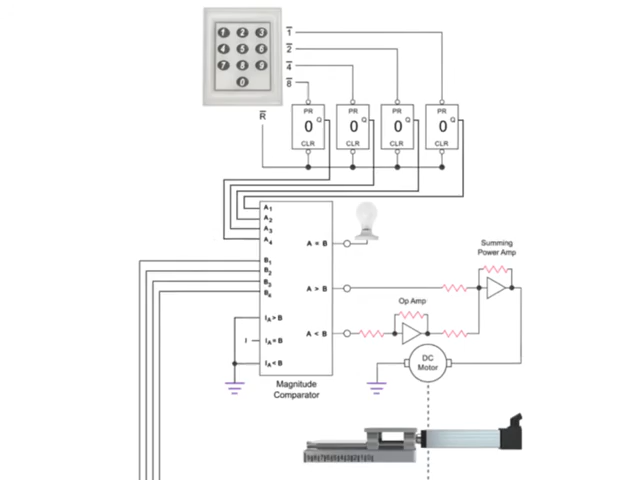 1 2 3
4 5 6
7 8 9
0
1̅
2̅
4̅
8̅
R̅
PR PR PR PR
0 Q 0 Q 0 Q 0 Q
CLR CLR CLR CLR
A1
A2
A3
A4
B1
B2
B3
A = B
A > B
A < B
IA > B
I IA = B
IA < B
Magnitude
Comparator
Op Amp
Summing
Power Amp
DC
Motor